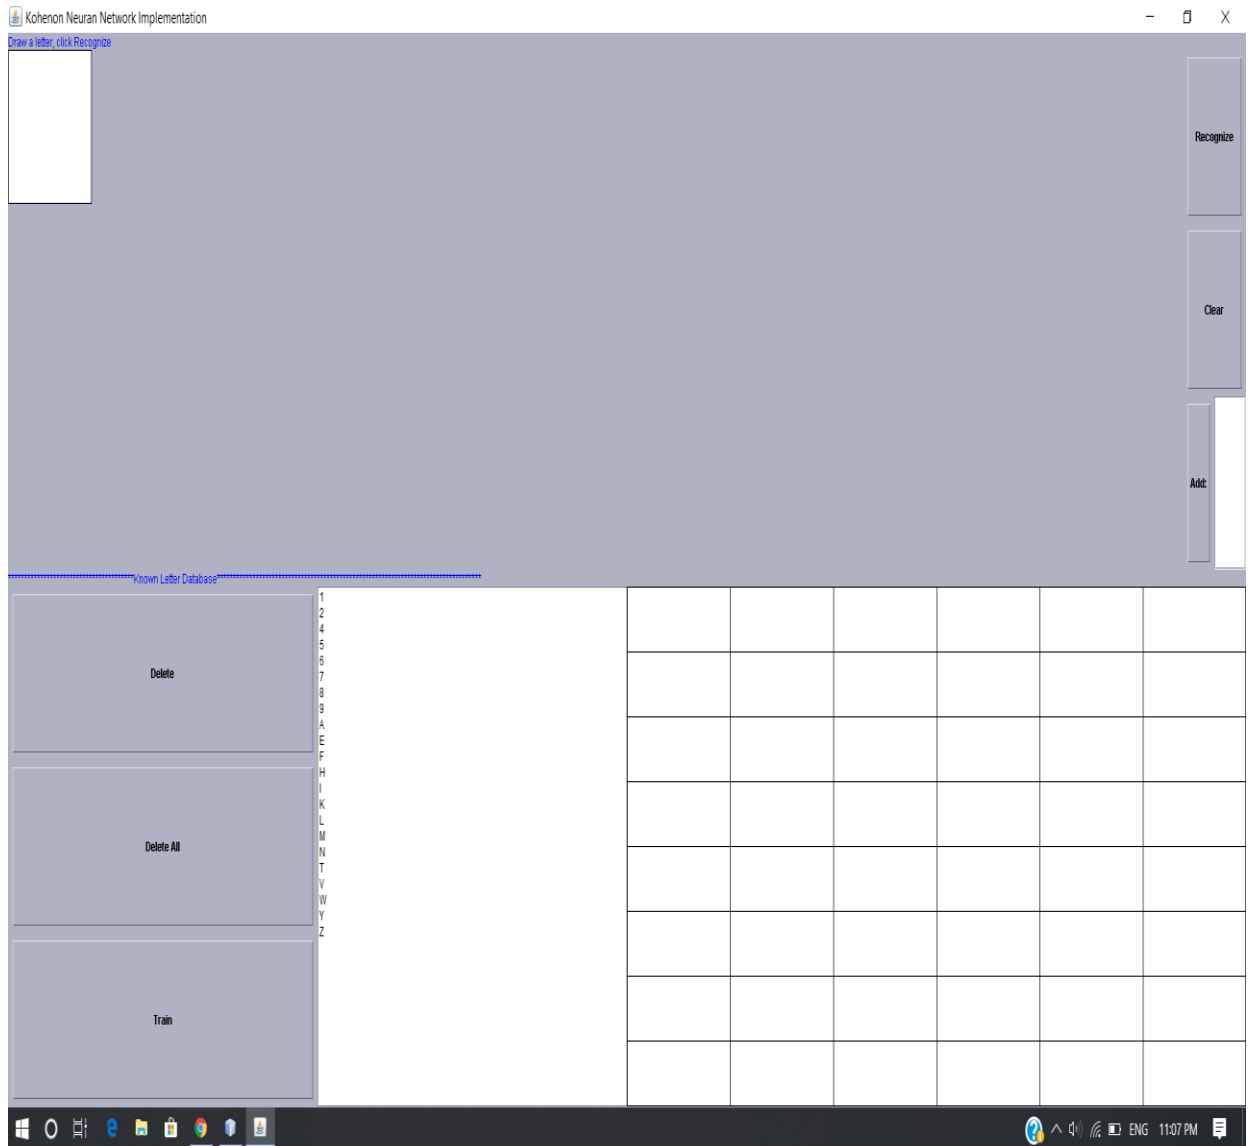 Kohenon Neuran Network Implementation
Draw a letter, click Recognize
Recognize
Clear
Add:
***Known Letter Database***
Delete
Delete All
Train
1
2
4
5
6
7
8
9
A
E
F
H
I
K
L
M
N
T
V
W
Y
Z
ENG 11:07 PM